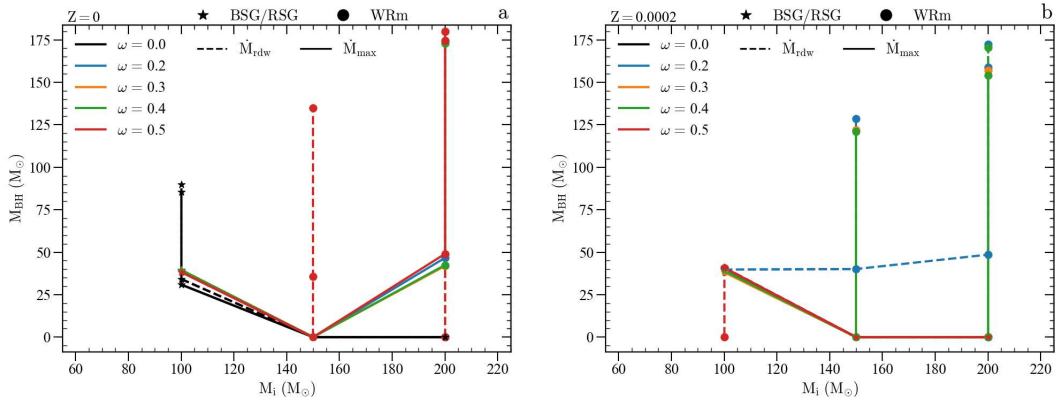 Z = 0
BSG/RSG
WRm
a
ω = 0.0
ω = 0.2
ω = 0.3
ω = 0.4
ω = 0.5
Ṁrdw
Ṁmax
175
150
125
100
75
50
25
0
MBH (M⊙)
60
80
100
120
140
160
180
200
220
Mi (M⊙)
Z = 0.0002
BSG/RSG
WRm
b
ω = 0.0
ω = 0.2
ω = 0.3
ω = 0.4
ω = 0.5
Ṁrdw
Ṁmax
175
150
125
100
75
50
25
0
MBH (M⊙)
60
80
100
120
140
160
180
200
220
Mi (M⊙)